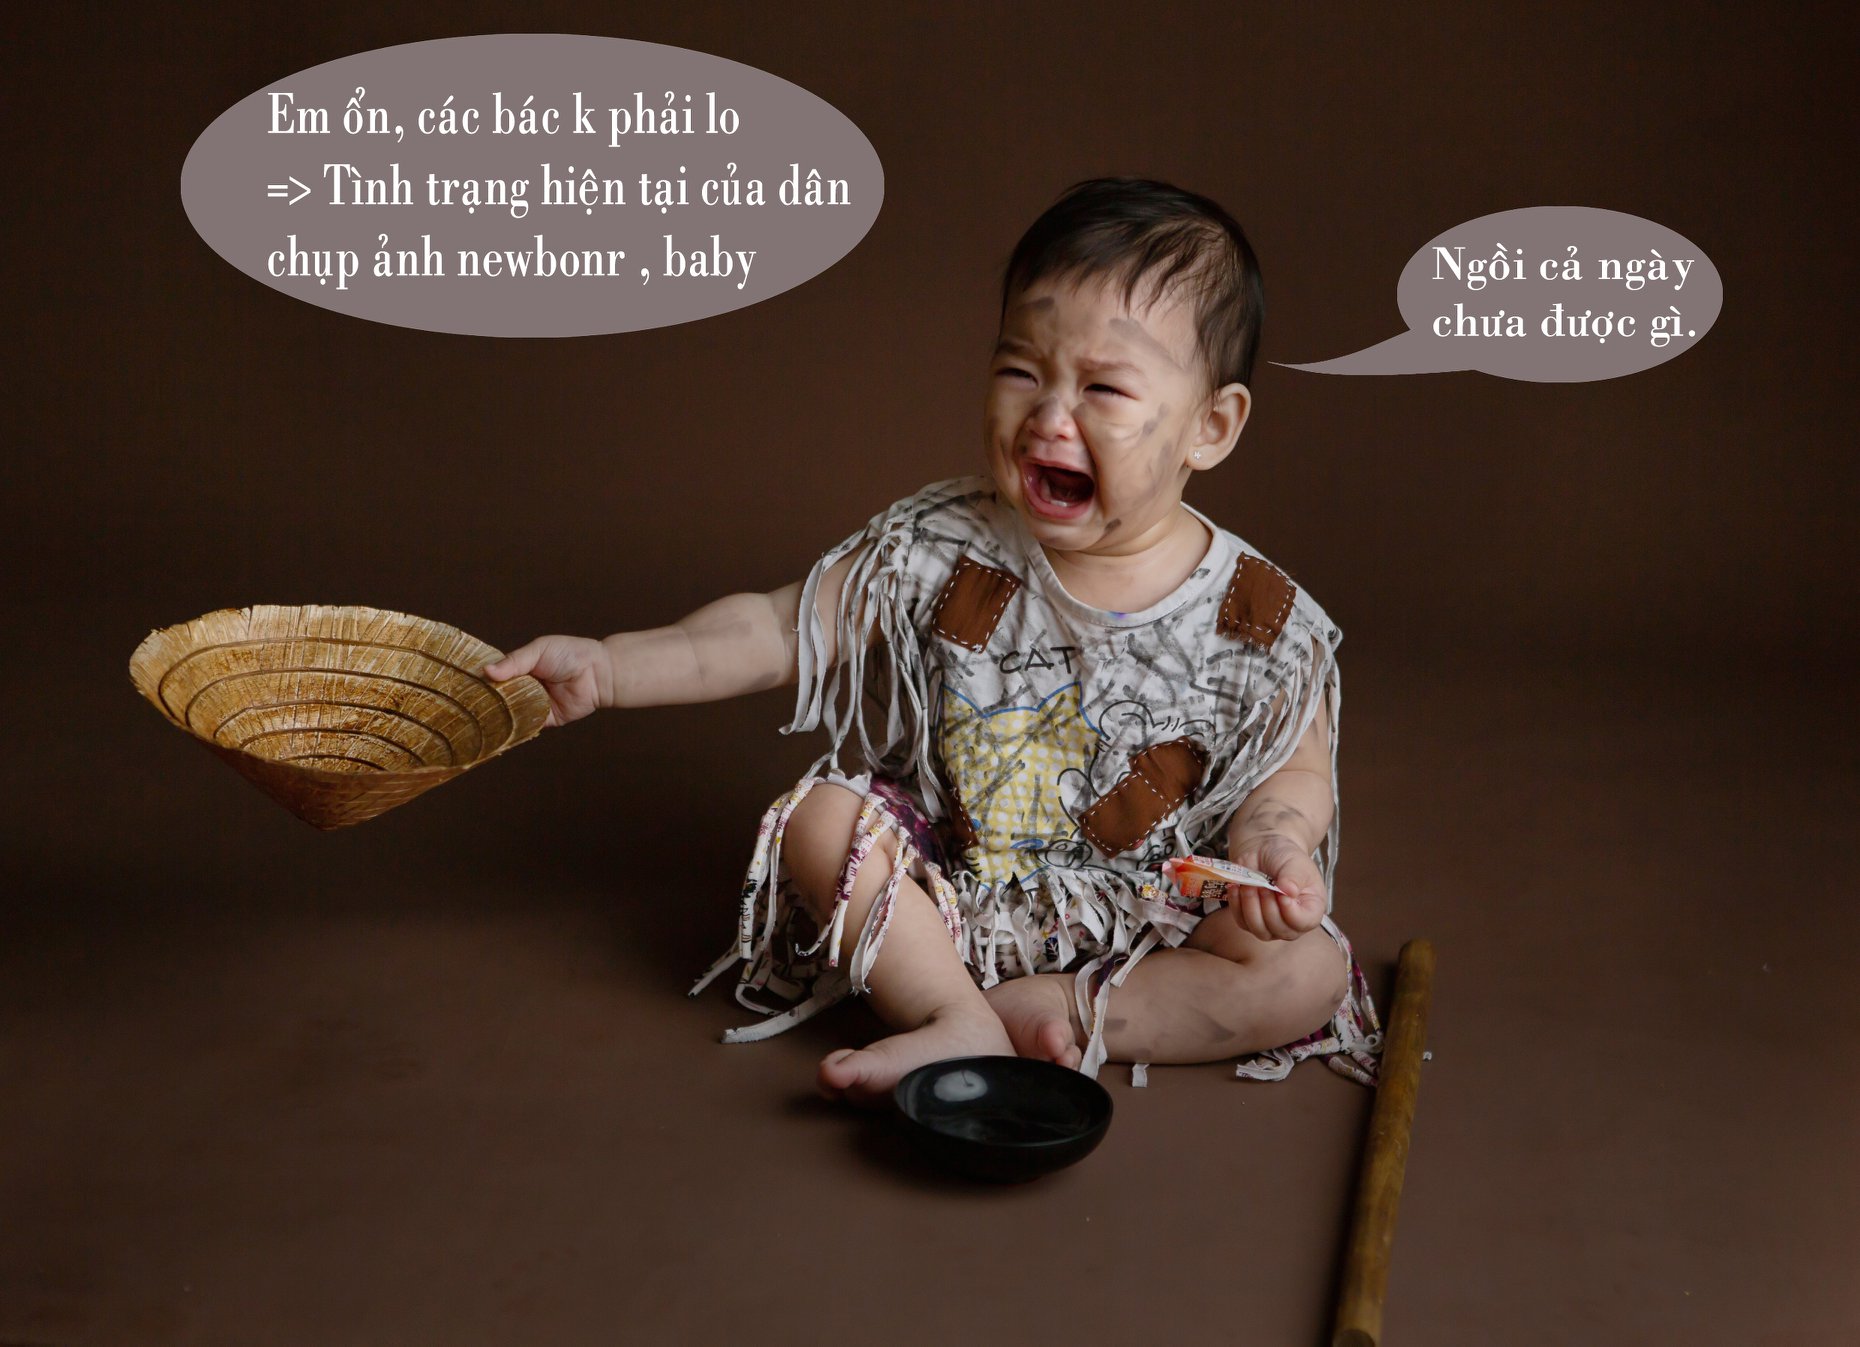 Em ổn, các bác k phải lo
=> Tình trạng hiện tại của dân
chụp ảnh newbonr , baby
Ngồi cả ngày
chưa được gì.
CAT